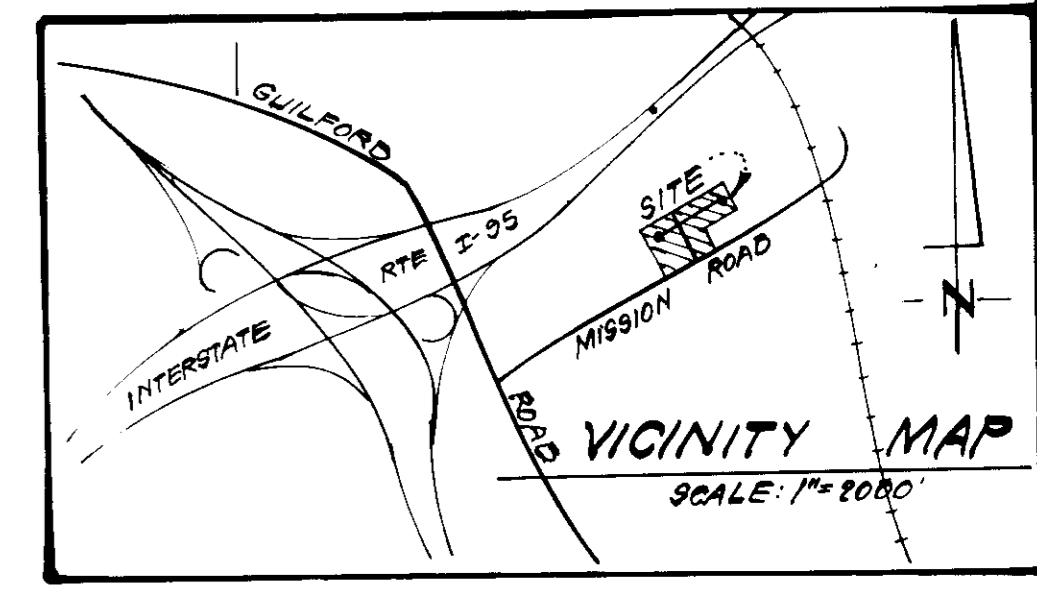 GUILFORD
SITE
RTE I-95
MISSION ROAD
INTERSTATE
ROAD
N
VICINITY MAP
SCALE: 1"=2000'